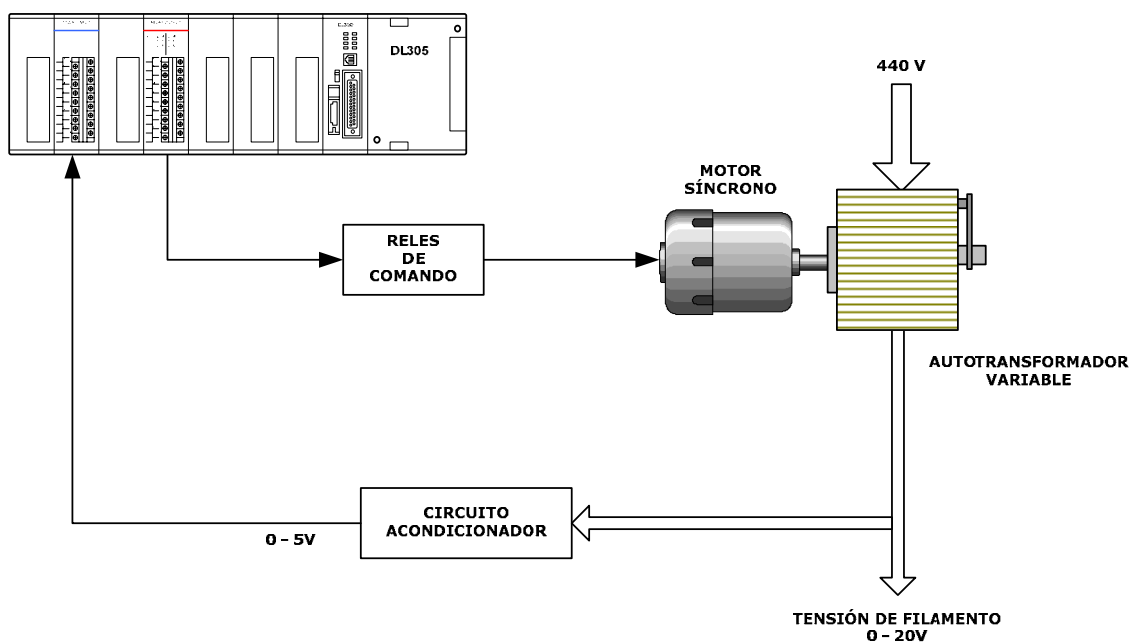 DL305
440 V
MOTOR
SÍNCRONO
RELES
DE
COMANDO
AUTOTRANSFORMADOR
VARIABLE
CIRCUITO
ACONDICIONADOR
0 – 5V
TENSIÓN DE FILAMENTO
0 – 20V